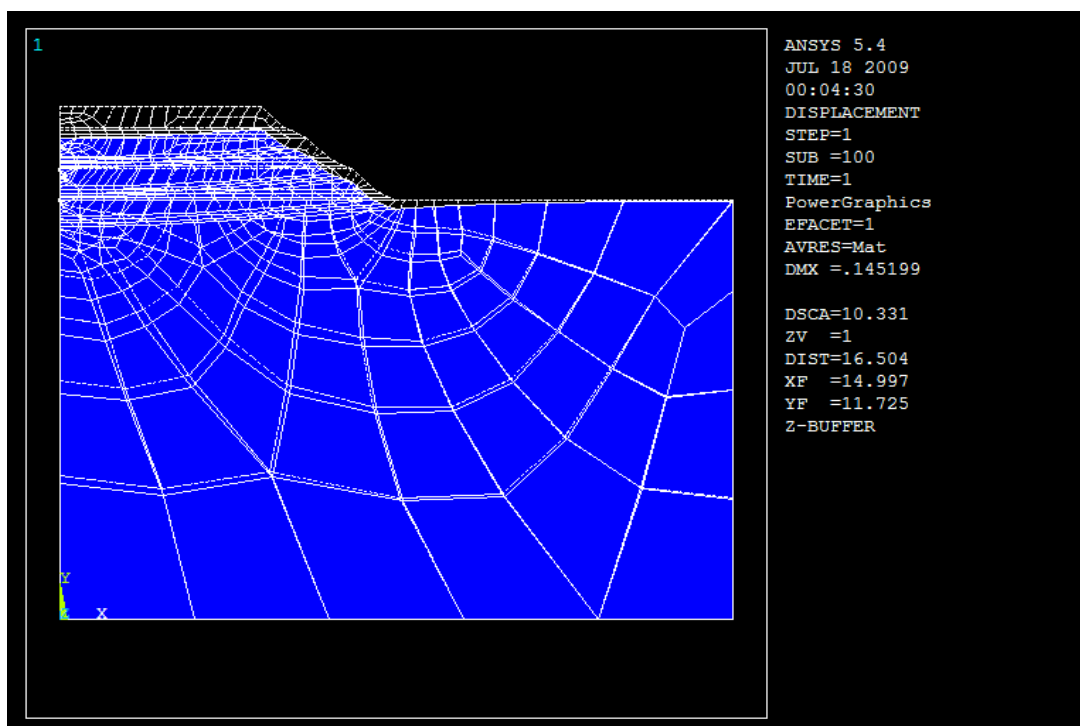 1
ANSYS 5.4
JUL 18 2009
00:04:30
DISPLACEMENT
STEP=1
SUB =100
TIME=1
PowerGraphics
EFACET=1
AVRES=Mat
DMX =.145199
DSCA=10.331
ZV =1
DIST=16.504
XF =14.997
YF =11.725
Z-BUFFER
Y
X